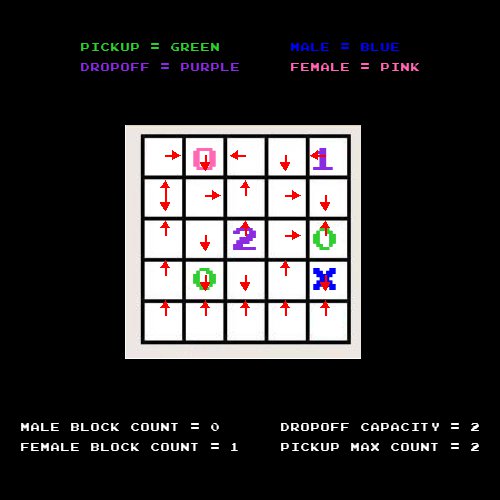 PICKUP = GREEN MALE = BLUE
DROPOFF = PURPLE FEMALE = PINK
0 1
2 0
0 X
MALE BLOCK COUNT = 0 DROPOFF CAPACITY = 2
FEMALE BLOCK COUNT = 1 PICKUP MAX COUNT = 2